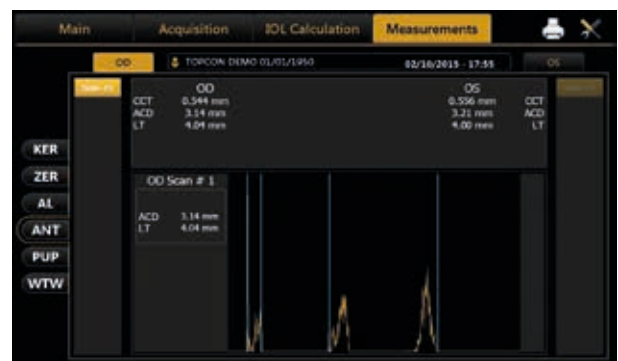 Main Acquisition IOL Calculation Measurements
OD TOPCON DEMO 01/01/1950 02/10/2015 - 17:55 OS
OD OS
CCT 0.544 mm 0.556 mm CCT
ACD 3.14 mm 3.21 mm ACD
LT 4.04 mm 4.00 mm LT
KER
ZER
AL
ANT
PUP
WTW
OD Scan # 1
ACD 3.14 mm
LT 4.04 mm